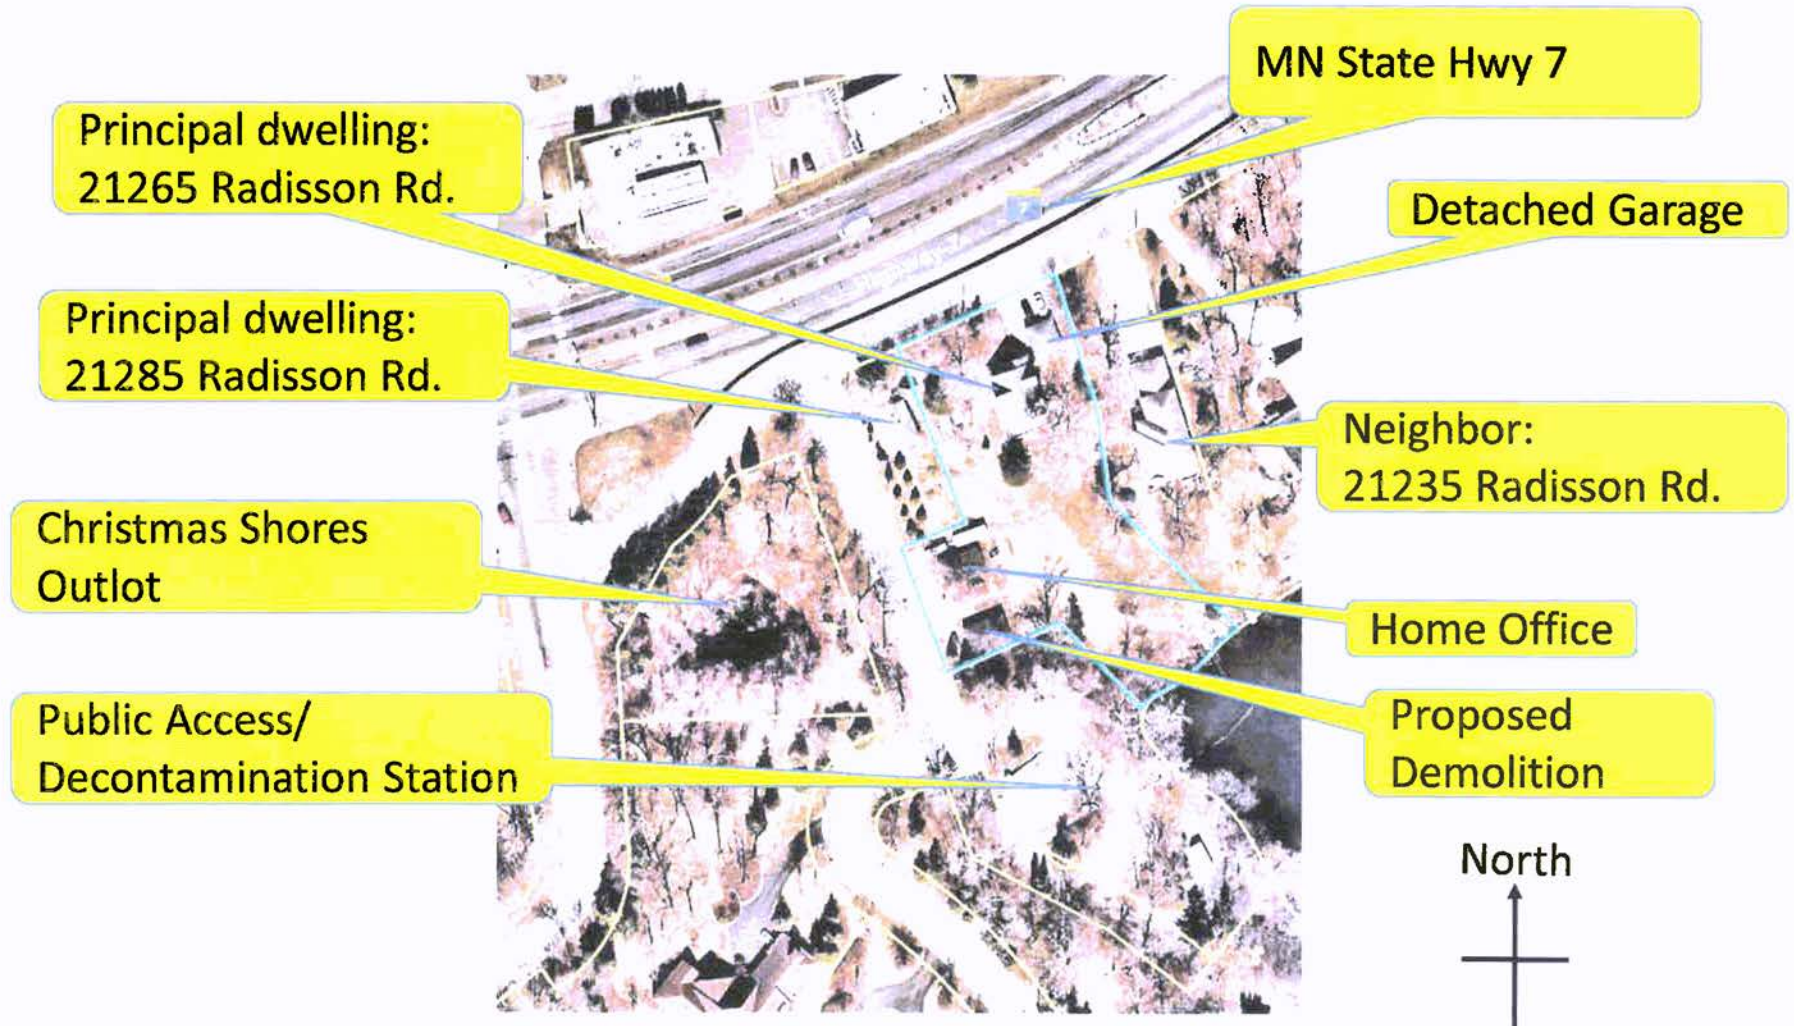 MN State Hwy 7
Principal dwelling:
21265 Radisson Rd.
Detached Garage
7
Principal dwelling:
21285 Radisson Rd.
Neighbor:
21235 Radisson Rd.
Christmas Shores
Outlot
Home Office
Public Access/
Decontamination Station
Proposed
Demolition
North